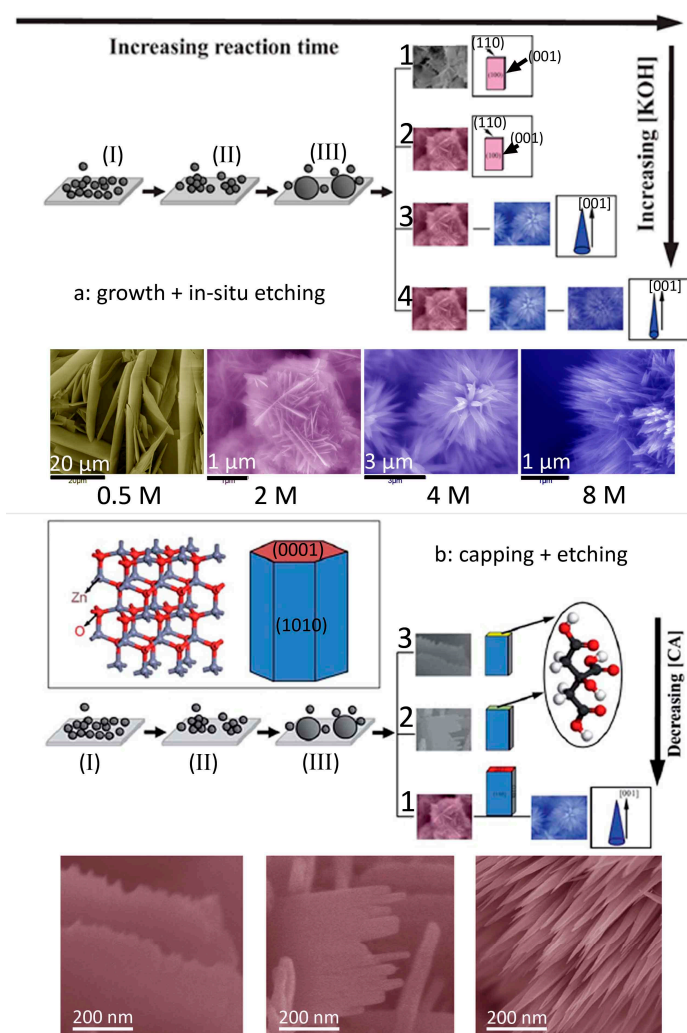 Increasing reaction time
1
(110)
(001)
(100)
2
(110)
(001)
(100)
(I)
(II)
(III)
3
[001]
4
[001]
Increasing [KOH]
a: growth + in-situ etching
20 μm
20μm
0.5 M
1 μm
1μm
2 M
3 μm
3μm
4 M
1 μm
1μm
8 M
(0001)
(1010)
Zn
O
b: capping + etching
3
2
1
[001]
Decreasing [CA]
(I)
(II)
(III)
200 nm
200 nm
200 nm